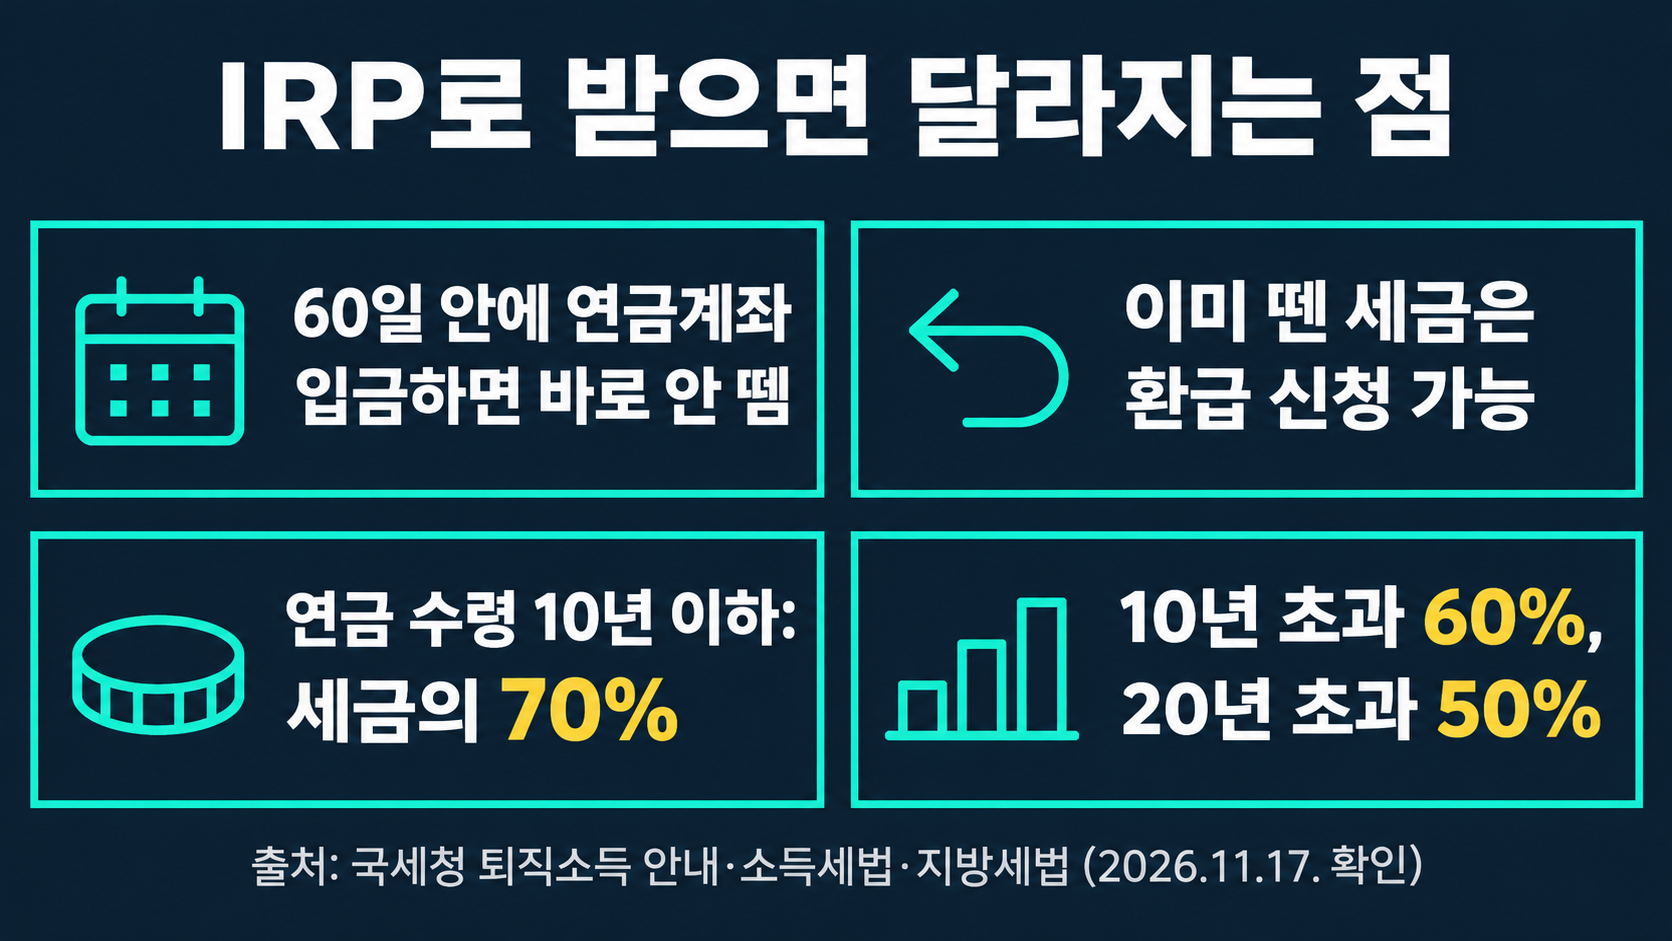 IRP로 받으면 달라지는 점
60일 안에 연금계좌
입금하면 바로 안 뗌
이미 뗀 세금은
환급 신청 가능
연금 수령 10년 이하:
세금의 70%
10년 초과 60%,
20년 초과 50%
출처: 국세청 퇴직소득 안내·소득세법·지방세법 (2026.11.17. 확인)